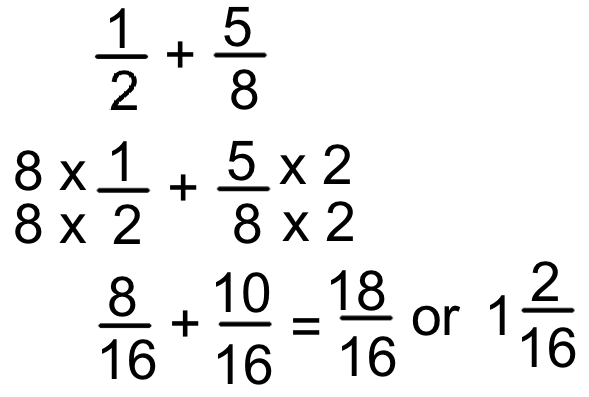 1/2 + 5/8
8 x 1/8 x 2 + 5/8 x 2/x 2
8/16 + 10/16 = 18/16 or 1 2/16